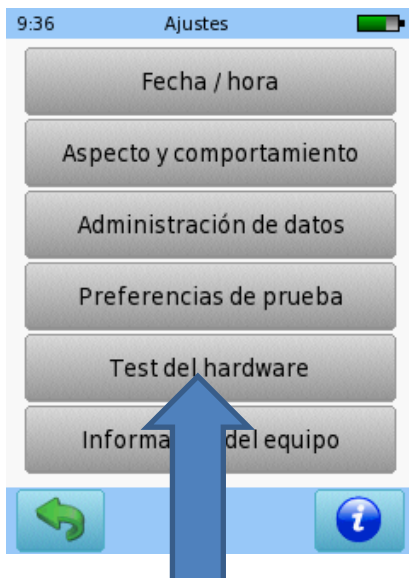 9:36 Ajustes
Fecha / hora
Aspecto y comportamiento
Administración de datos
Preferencias de prueba
Test del hardware
del equipo
i